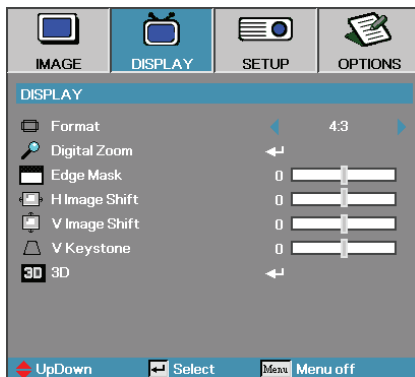 IMAGE DISPLAY SETUP OPTIONS
DISPLAY
Format 4:3
Digital Zoom
Edge Mask 0
H Image Shift 0
V Image Shift 0
V Keystone 0
3D 3D
UpDown Select Menu Menu off